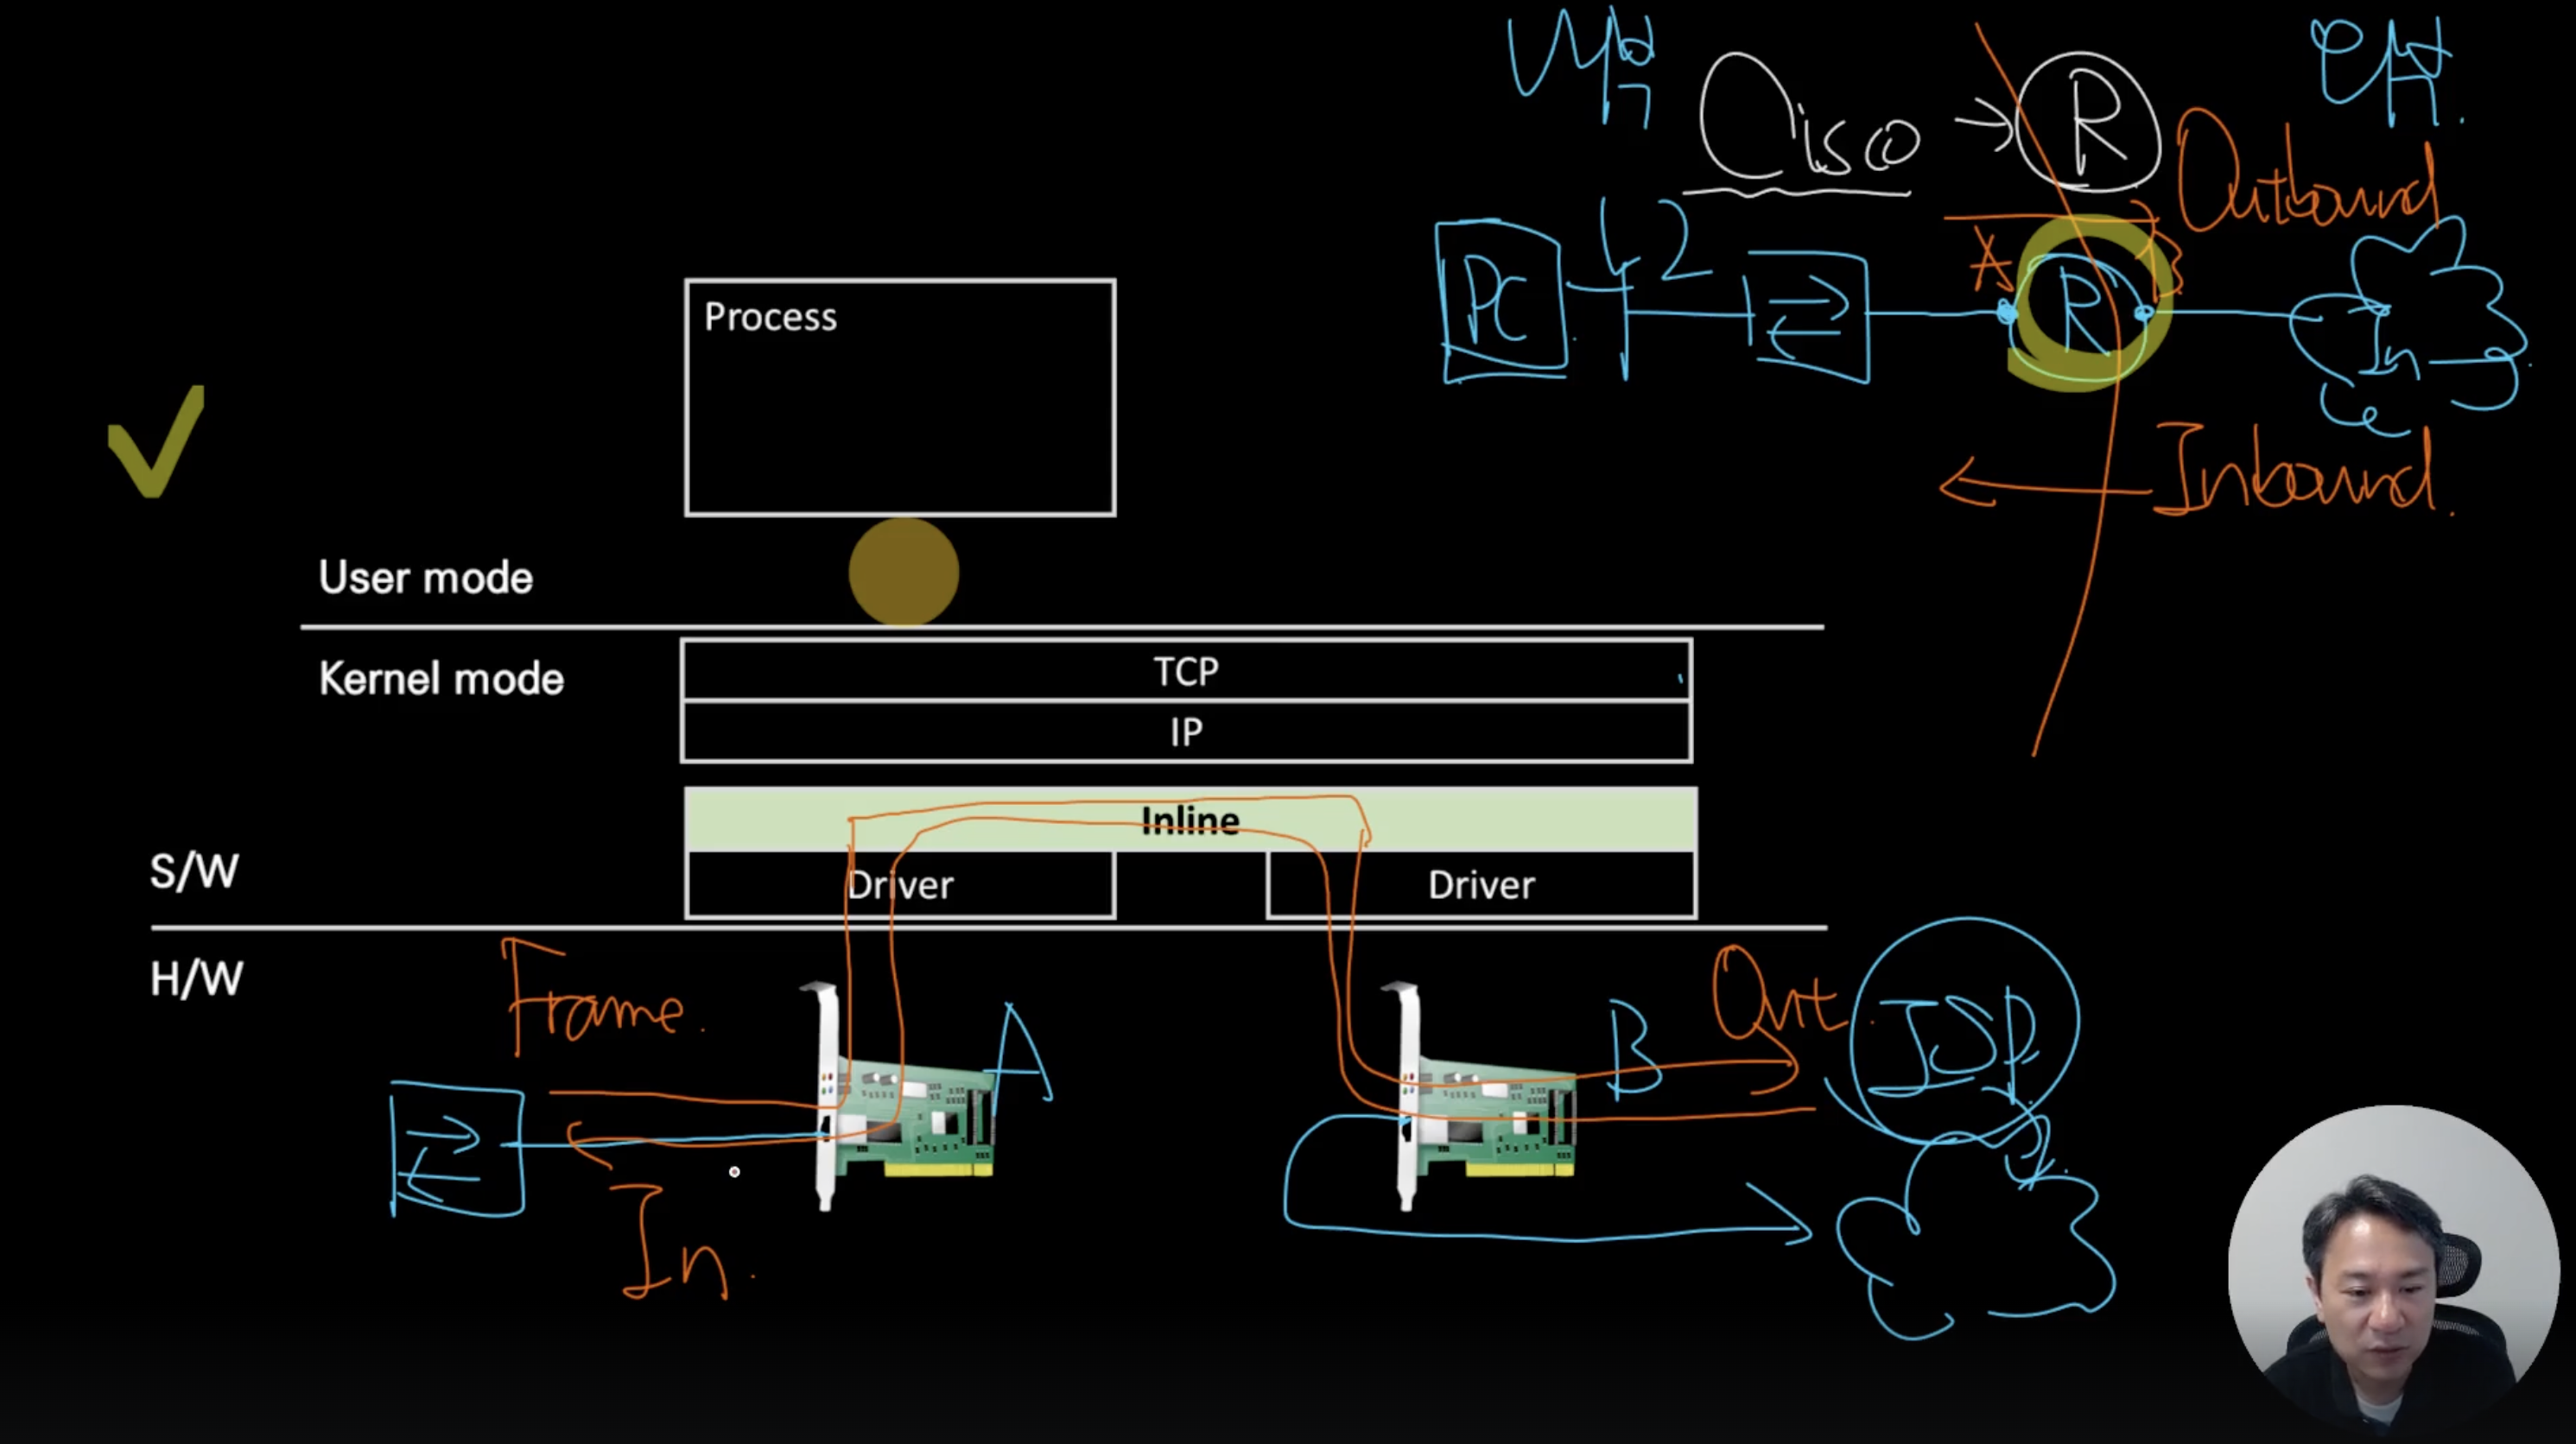 내부
외부.
Cisco → R
Outbound
PC
L2
A
R
B
In
Inbound.
Process
User mode
Kernel mode
TCP
IP
Inline
S/W
Driver
Driver
H/W
Frame.
A
B
Out.
ISP
In.